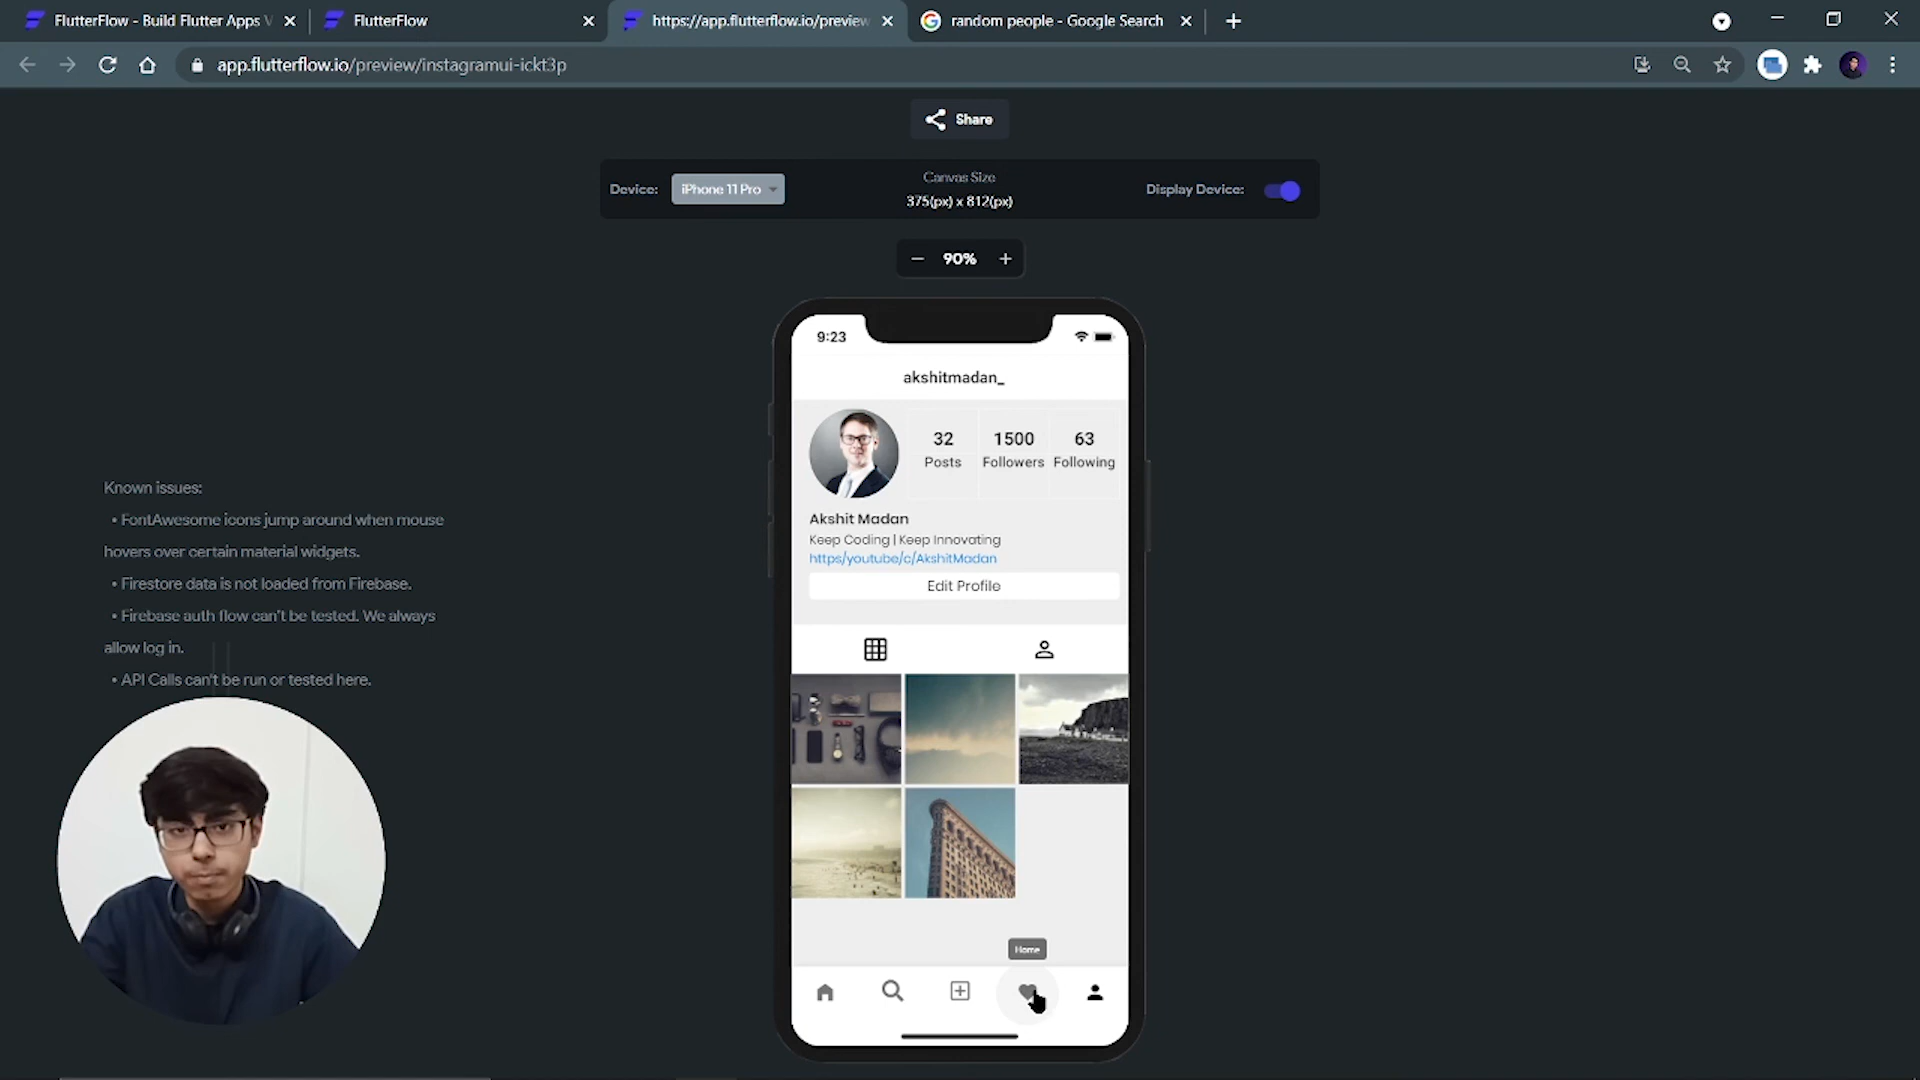 FlutterFlow - Build Flutter Apps V
FlutterFlow
https://app.flutterflow.io/preview
random people - Google Search
app.flutterflow.io/preview/instagramui-ickt3p
Share
Device:
iPhone 11 Pro
Canvas Size
375(px) x 812(px)
Display Device:
90%
9:23
akshitmadan_
32
1500
63
Posts
Followers
Following
Akshit Madan
Keep Coding | Keep Innovating
https/youtube/c/AkshitMadan
Edit Profile
Known issues:
• FontAwesome icons jump around when mouse
hovers over certain material widgets.
• Firestore data is not loaded from Firebase.
• Firebase auth flow can't be tested. We always
allow log in.
• API Calls can't be run or tested here.
Home